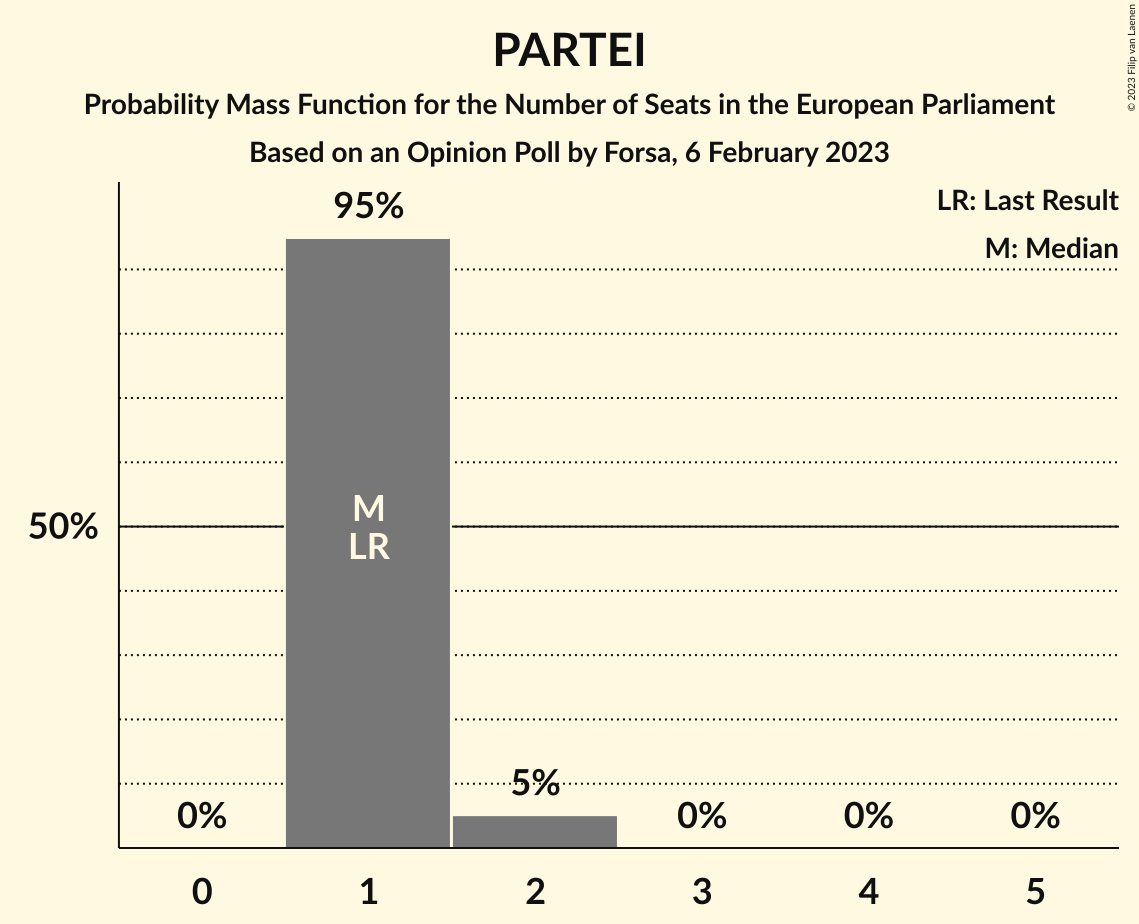 PARTEI
Probability Mass Function for the Number of Seats in the European Parliament
Based on an Opinion Poll by Forsa, 6 February 2023
© 2023 Filip van Laenen
LR: Last Result
M: Median
95%
50%
M
LR
5%
0%
0%
0%
0%
0
1
2
3
4
5